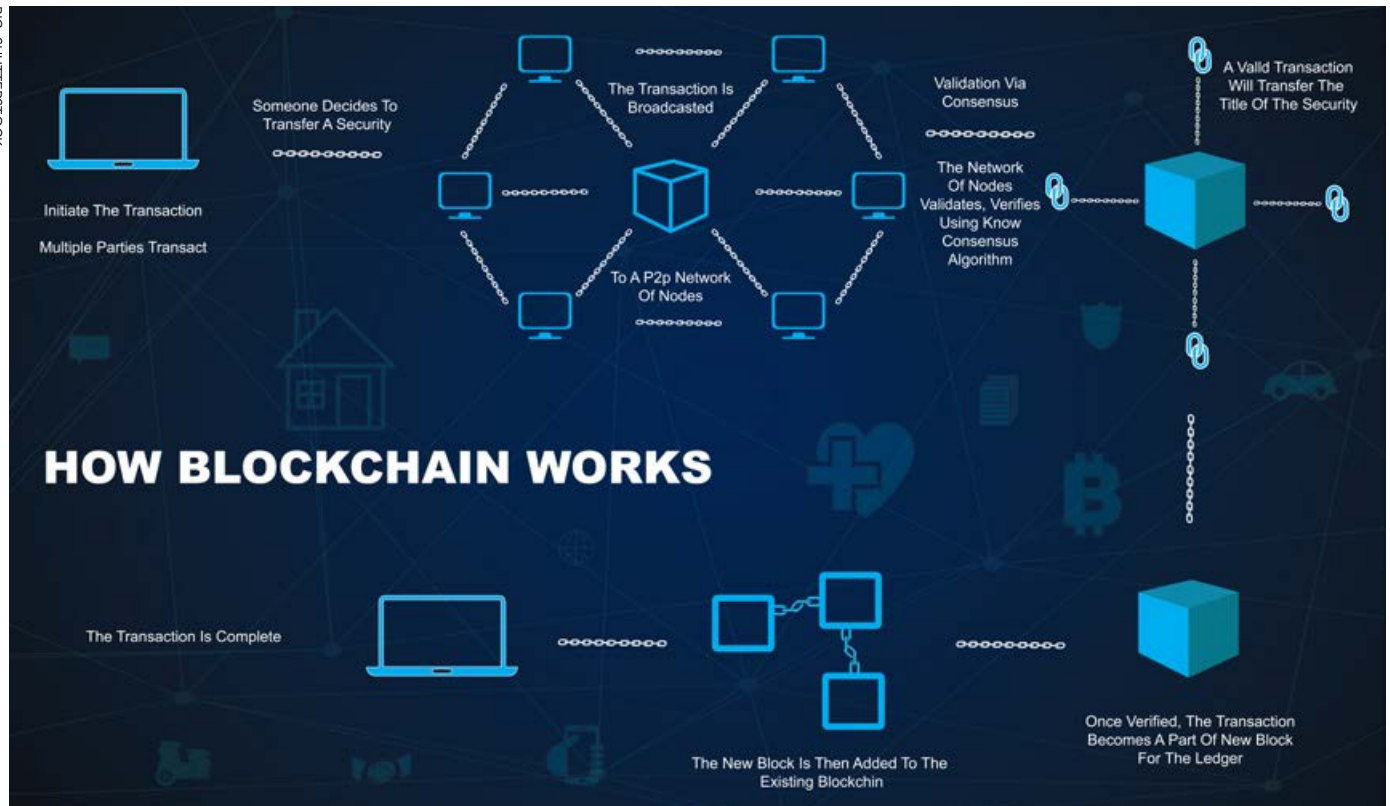 Someone Decides To
Transfer A Security
Initiate The Transaction
Multiple Parties Transact
The Transaction Is
Broadcasted
To A P2p Network
Of Nodes
Validation Via
Consensus
The Network
Of Nodes
Validates, Verifies
Using Know
Consensus
Algorithm
A Valld Transaction
Will Transfer The
Title Of The Security
HOW BLOCKCHAIN WORKS
The Transaction Is Complete
The New Block Is Then Added To The
Existing Blockchin
Once Verified, The Transaction
Becomes A Part Of New Block
For The Ledger